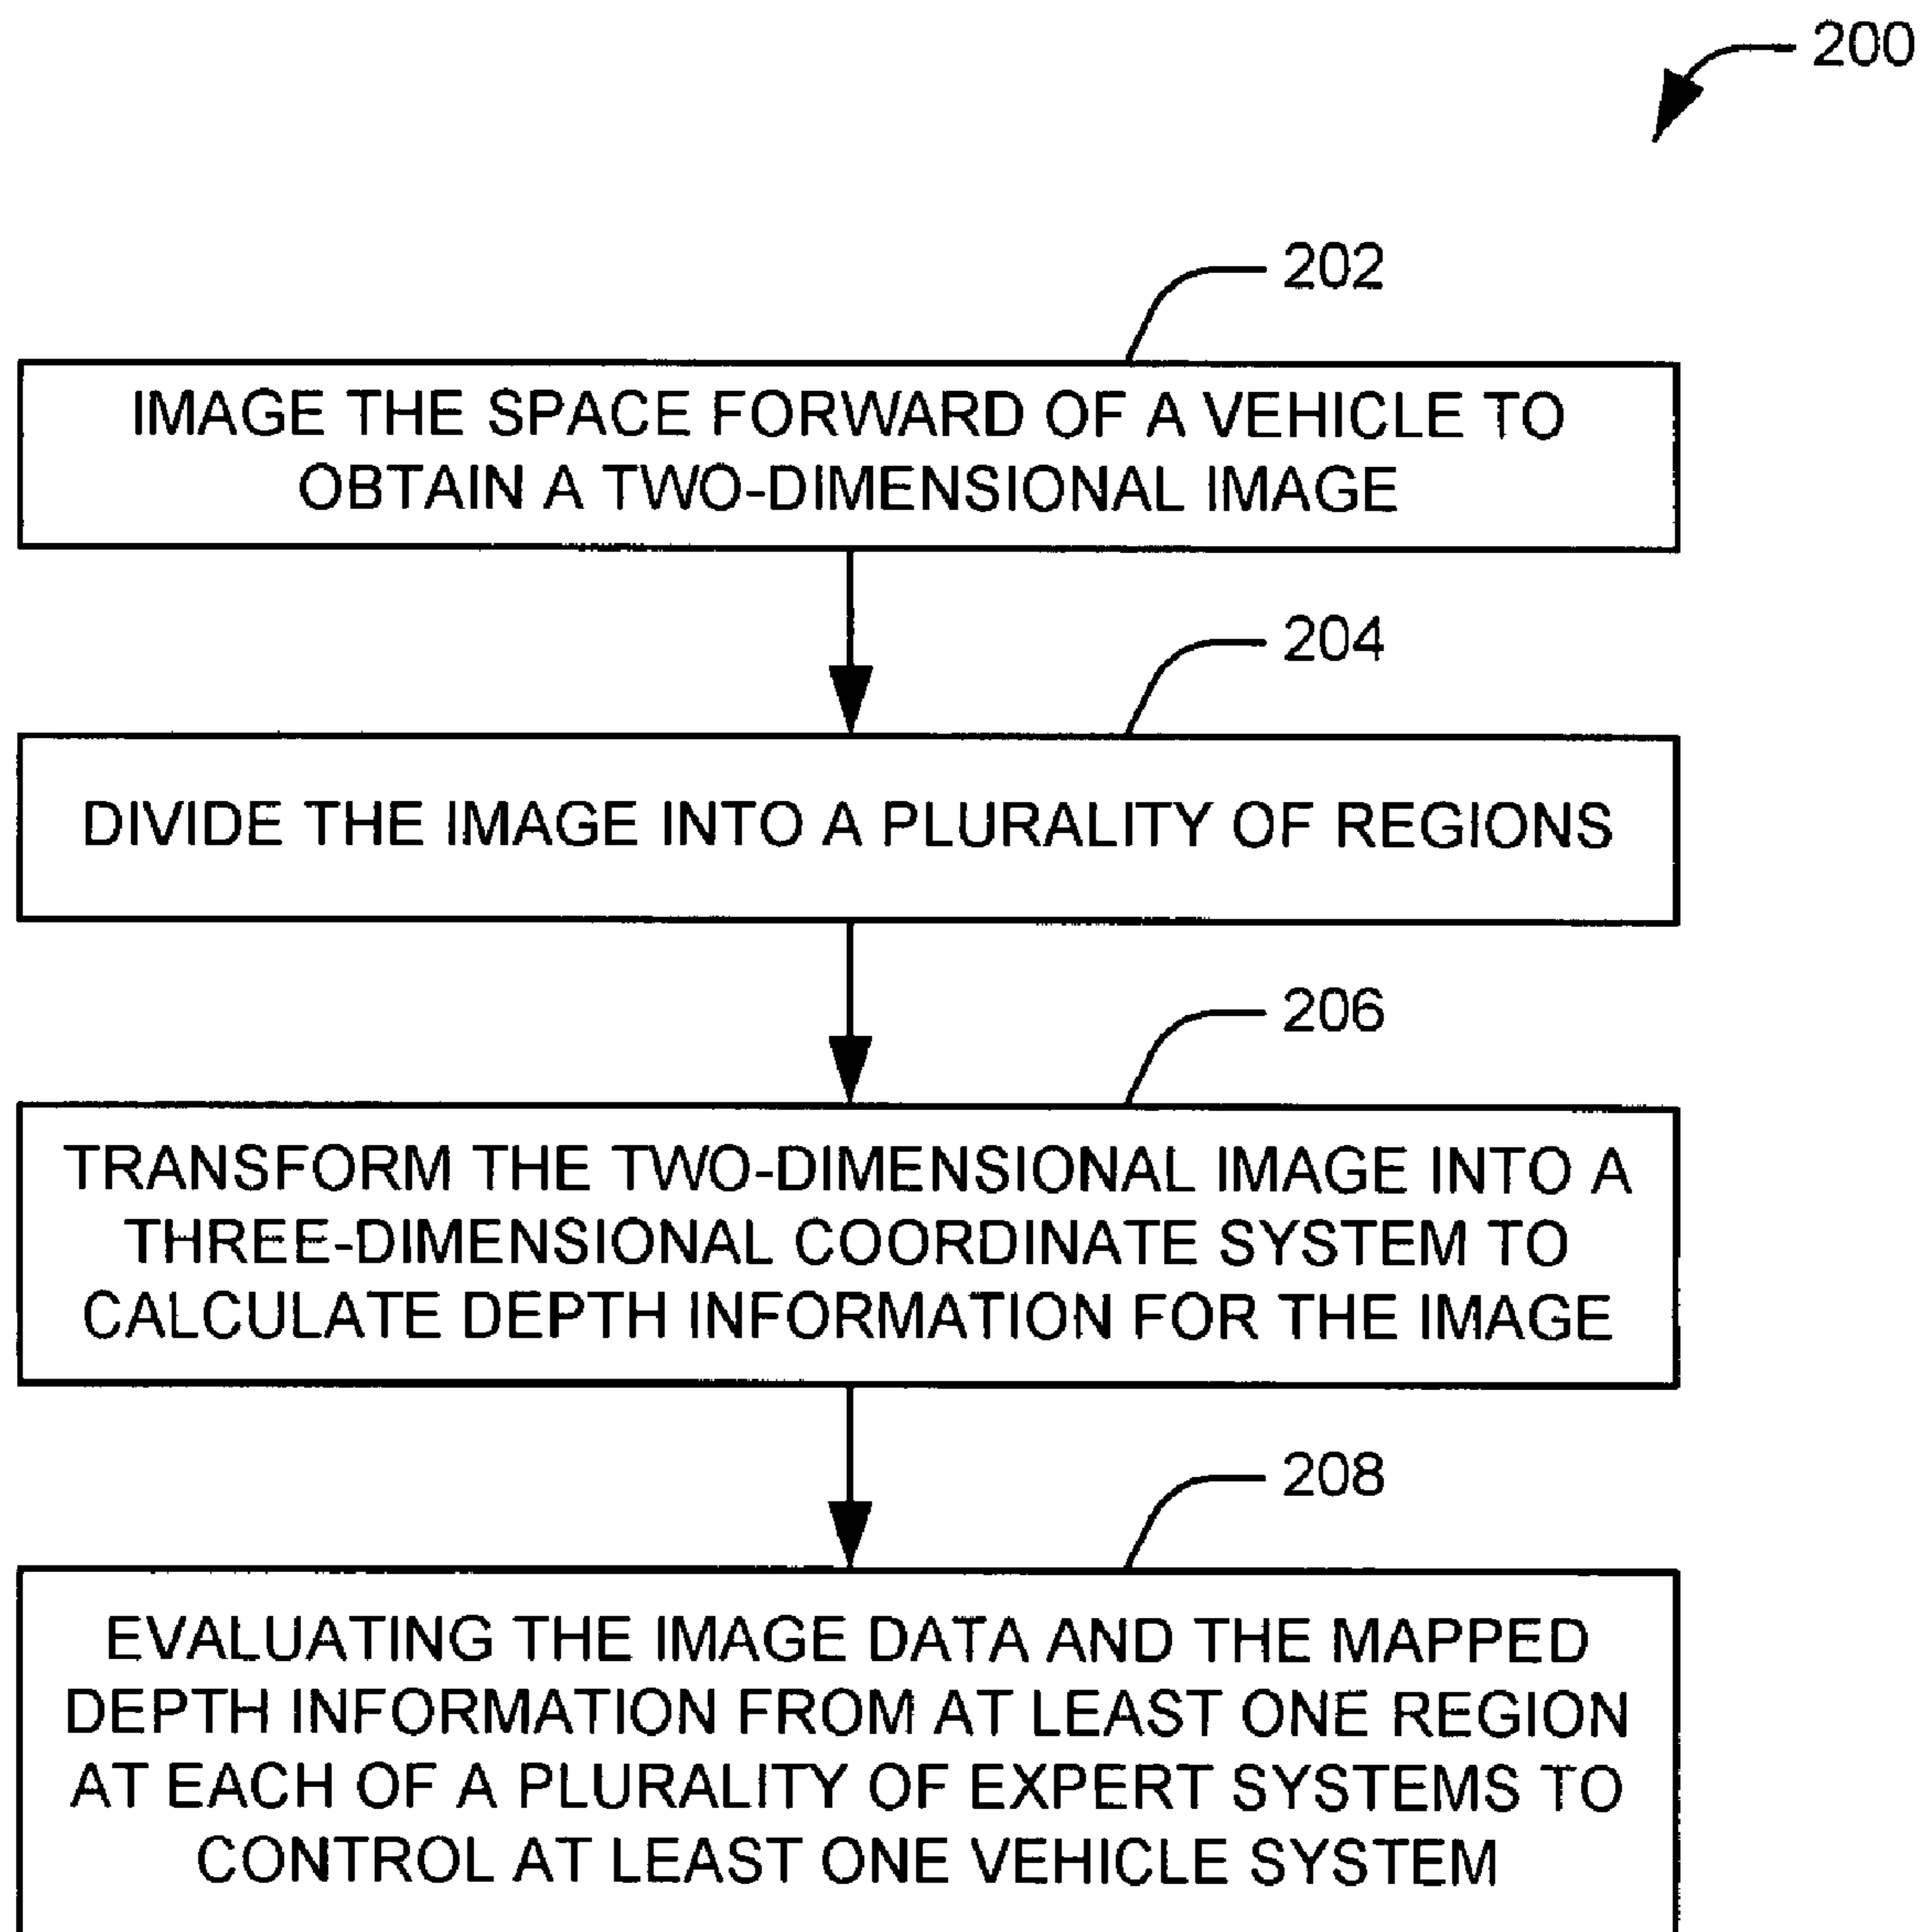 200
202
IMAGE THE SPACE FORWARD OF A VEHICLE TO
OBTAIN A TWO-DIMENSIONAL IMAGE
204
DIVIDE THE IMAGE INTO A PLURALITY OF REGIONS
206
TRANSFORM THE TWO-DIMENSIONAL IMAGE INTO A
THREE-DIMENSIONAL COORDINATE SYSTEM TO
CALCULATE DEPTH INFORMATION FOR THE IMAGE
208
EVALUATING THE IMAGE DATA AND THE MAPPED
DEPTH INFORMATION FROM AT LEAST ONE REGION
AT EACH OF A PLURALITY OF EXPERT SYSTEMS TO
CONTROL AT LEAST ONE VEHICLE SYSTEM